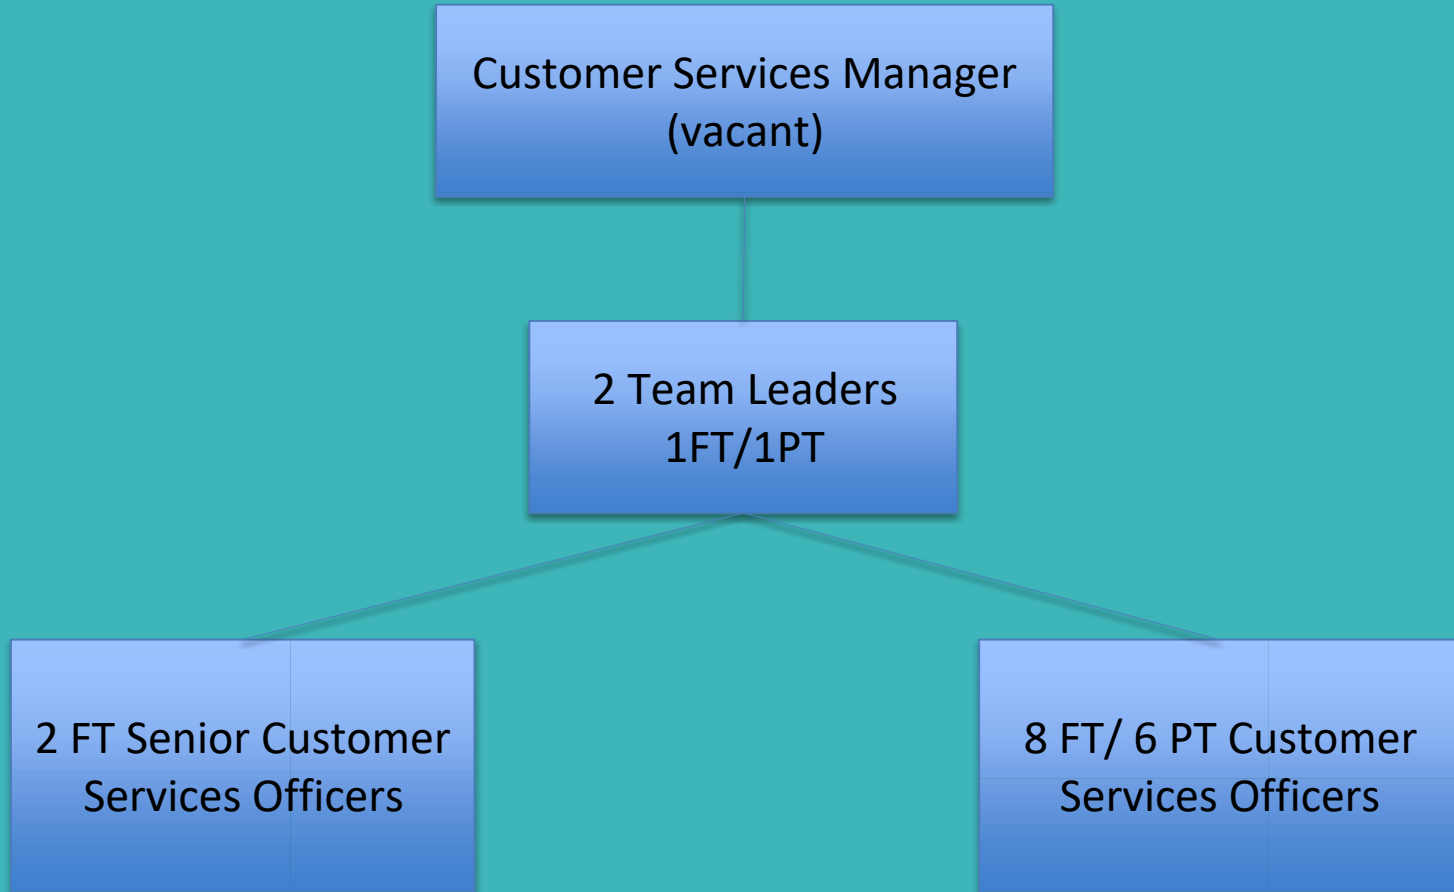 Customer Services Manager
(vacant)
2 Team Leaders
1FT/1PT
2 FT Senior Customer
Services Officers
8 FT/ 6 PT Customer
Services Officers